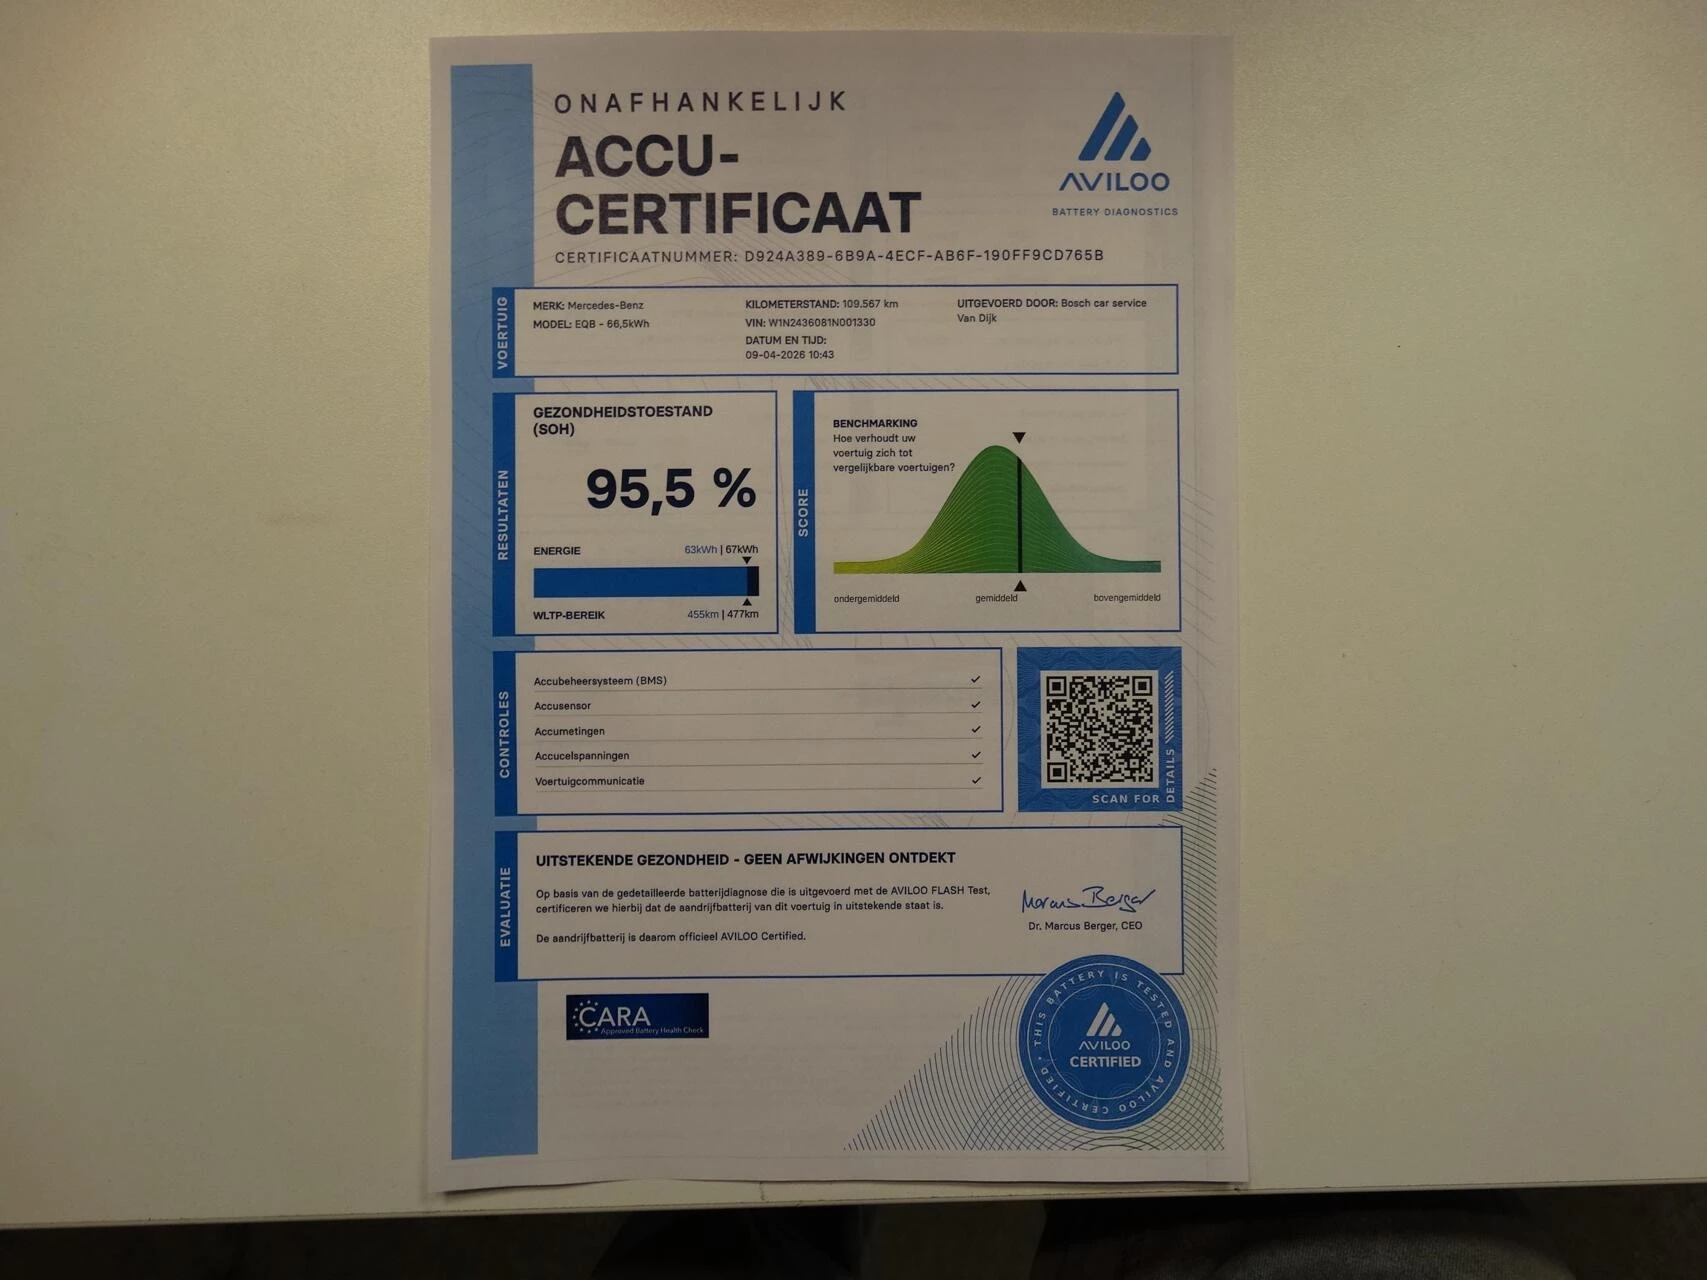 ONAFHANKELIJK
ACCU-
CERTIFICAAT
CERTIFICAATNUMMER: D924A389-6B9A-4ECF-AB6F-190FF9CD765B
AVILOO
BATTERY DIAGNOSTICS
VOERTUIG
MERK: Mercedes-Benz
MODEL: EQB - 66,5kWh
KILOMETERSTAND: 109.567 km
VIN: W1N2436081N001330
DATUM EN TIJD:
09-04-2026 10:43
UITGEVOERD DOOR: Bosch car service
Van Dijk
RESULTATEN
GEZONDHEIDSTOESTAND
(SOH)
95,5 %
ENERGIE 63kWh | 67kWh
WLTP-BEREIK 455km | 477km
SCORE
BENCHMARKING
Hoe verhoudt uw
voertuig zich tot
vergelijkbare voertuigen?
ondergemiddeld gemiddeld bovengemiddeld
CONTROLES
Accubeheersysteem (BMS) ✓
Accusensor ✓
Accumetingen ✓
Accucelspanningen ✓
Voertuigcommunicatie ✓
SCAN FOR
DETAILS
EVALUATIE
UITSTEKENDE GEZONDHEID - GEEN AFWIJKINGEN ONTDEKT
Op basis van de gedetailleerde batterijdiagnose die is uitgevoerd met de AVILOO FLASH Test,
certificeren we hierbij dat de aandrijfbatterij van dit voertuig in uitstekende staat is.
De aandrijfbatterij is daarom officieel AVILOO Certified.
Marcus Berger
Dr. Marcus Berger, CEO
CARA
Approved Battery Health Check
THIS BATTERY IS TESTED AND AVILOO CERTIFIED
AVILOO
CERTIFIED